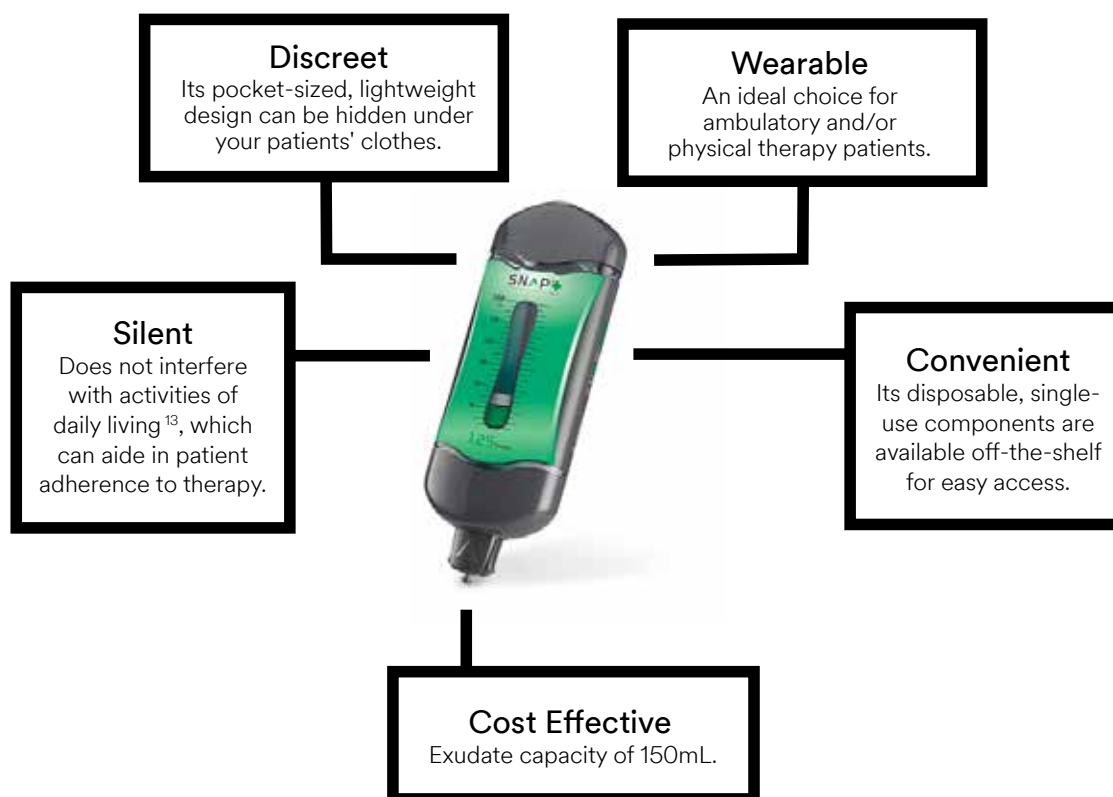 Discreet
Its pocket-sized, lightweight
design can be hidden under
your patients' clothes.
Wearable
An ideal choice for
ambulatory and/or
physical therapy patients.
SNAP
Silent
Does not interfere
with activities of
daily living 13, which
can aide in patient
adherence to therapy.
125
Convenient
Its disposable, single-
use components are
available off-the-shelf
for easy access.
Cost Effective
Exudate capacity of 150mL.